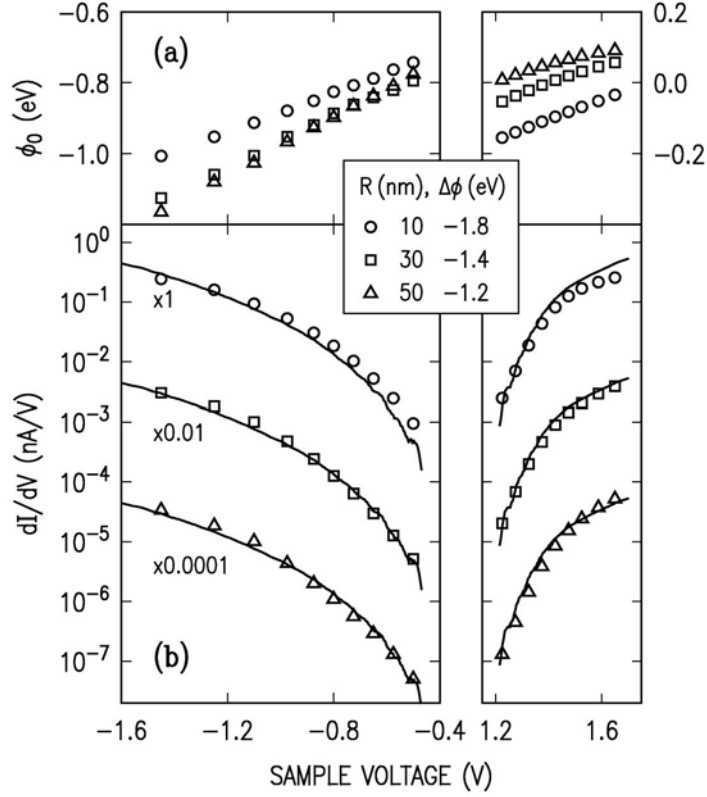 (a)
ϕ₀ (eV)
−0.6
−0.8
−1.0
0.2
0.0
−0.2
R (nm), Δϕ (eV)
○ 10 −1.8
□ 30 −1.4
△ 50 −1.2
dI/dV (nA/V)
10⁰
10⁻¹
10⁻²
10⁻³
10⁻⁴
10⁻⁵
10⁻⁶
10⁻⁷
x1
x0.01
x0.0001
(b)
−1.6 −1.2 −0.8 −0.4 1.2 1.6
SAMPLE VOLTAGE (V)